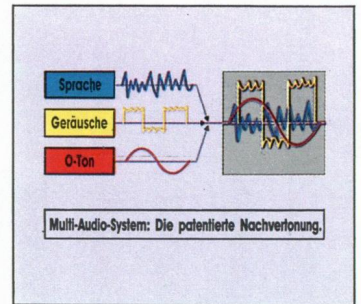 Sprache
Geräusche
O-Ton
Multi-Audio-System: Die patentierte Nachvertonung.